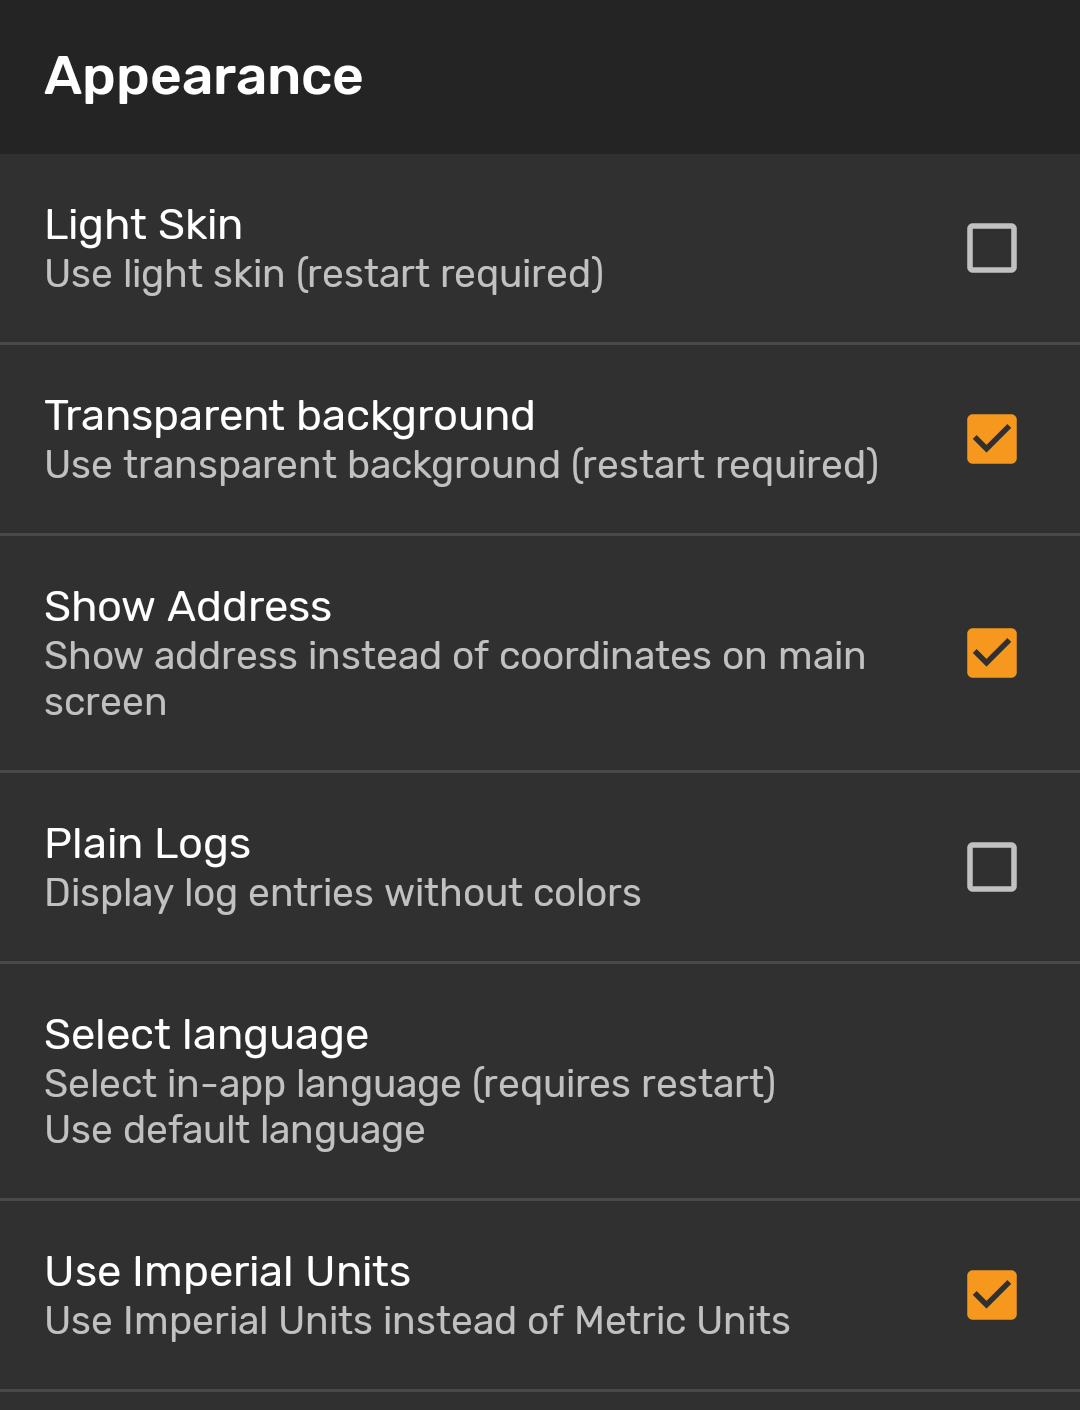 Appearance
Light Skin
Use light skin (restart required)
Transparent background
Use transparent background (restart required)
Show Address
Show address instead of coordinates on main
screen
Plain Logs
Display log entries without colors
Select language
Select in-app language (requires restart)
Use default language
Use Imperial Units
Use Imperial Units instead of Metric Units